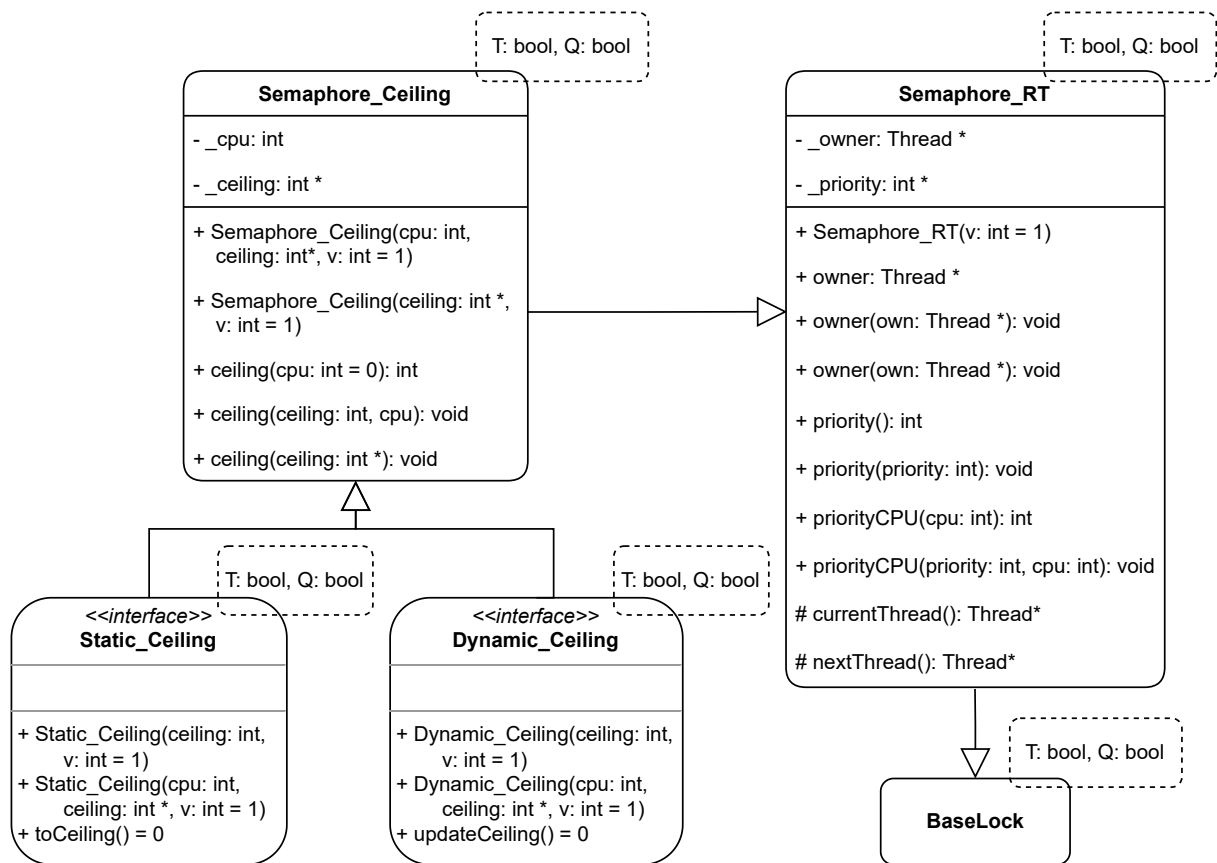 T: bool, Q: bool
Semaphore_Ceiling
- _cpu: int
- _ceiling: int *
+ Semaphore_Ceiling(cpu: int,
ceiling: int*, v: int = 1)
+ Semaphore_Ceiling(ceiling: int *,
v: int = 1)
+ ceiling(cpu: int = 0): int
+ ceiling(ceiling: int, cpu): void
+ ceiling(ceiling: int *): void
T: bool, Q: bool
Semaphore_RT
- _owner: Thread *
- _priority: int *
+ Semaphore_RT(v: int = 1)
+ owner: Thread *
+ owner(own: Thread *): void
+ owner(own: Thread *): void
+ priority(): int
+ priority(priority: int): void
+ priorityCPU(cpu: int): int
+ priorityCPU(priority: int, cpu: int): void
# currentThread(): Thread*
# nextThread(): Thread*
T: bool, Q: bool
<<interface>>
Static_Ceiling
+ Static_Ceiling(ceiling: int,
v: int = 1)
+ Static_Ceiling(cpu: int,
ceiling: int *, v: int = 1)
+ toCeiling() = 0
T: bool, Q: bool
<<interface>>
Dynamic_Ceiling
+ Dynamic_Ceiling(ceiling: int,
v: int = 1)
+ Dynamic_Ceiling(cpu: int,
ceiling: int *, v: int = 1)
+ updateCeiling() = 0
T: bool, Q: bool
BaseLock